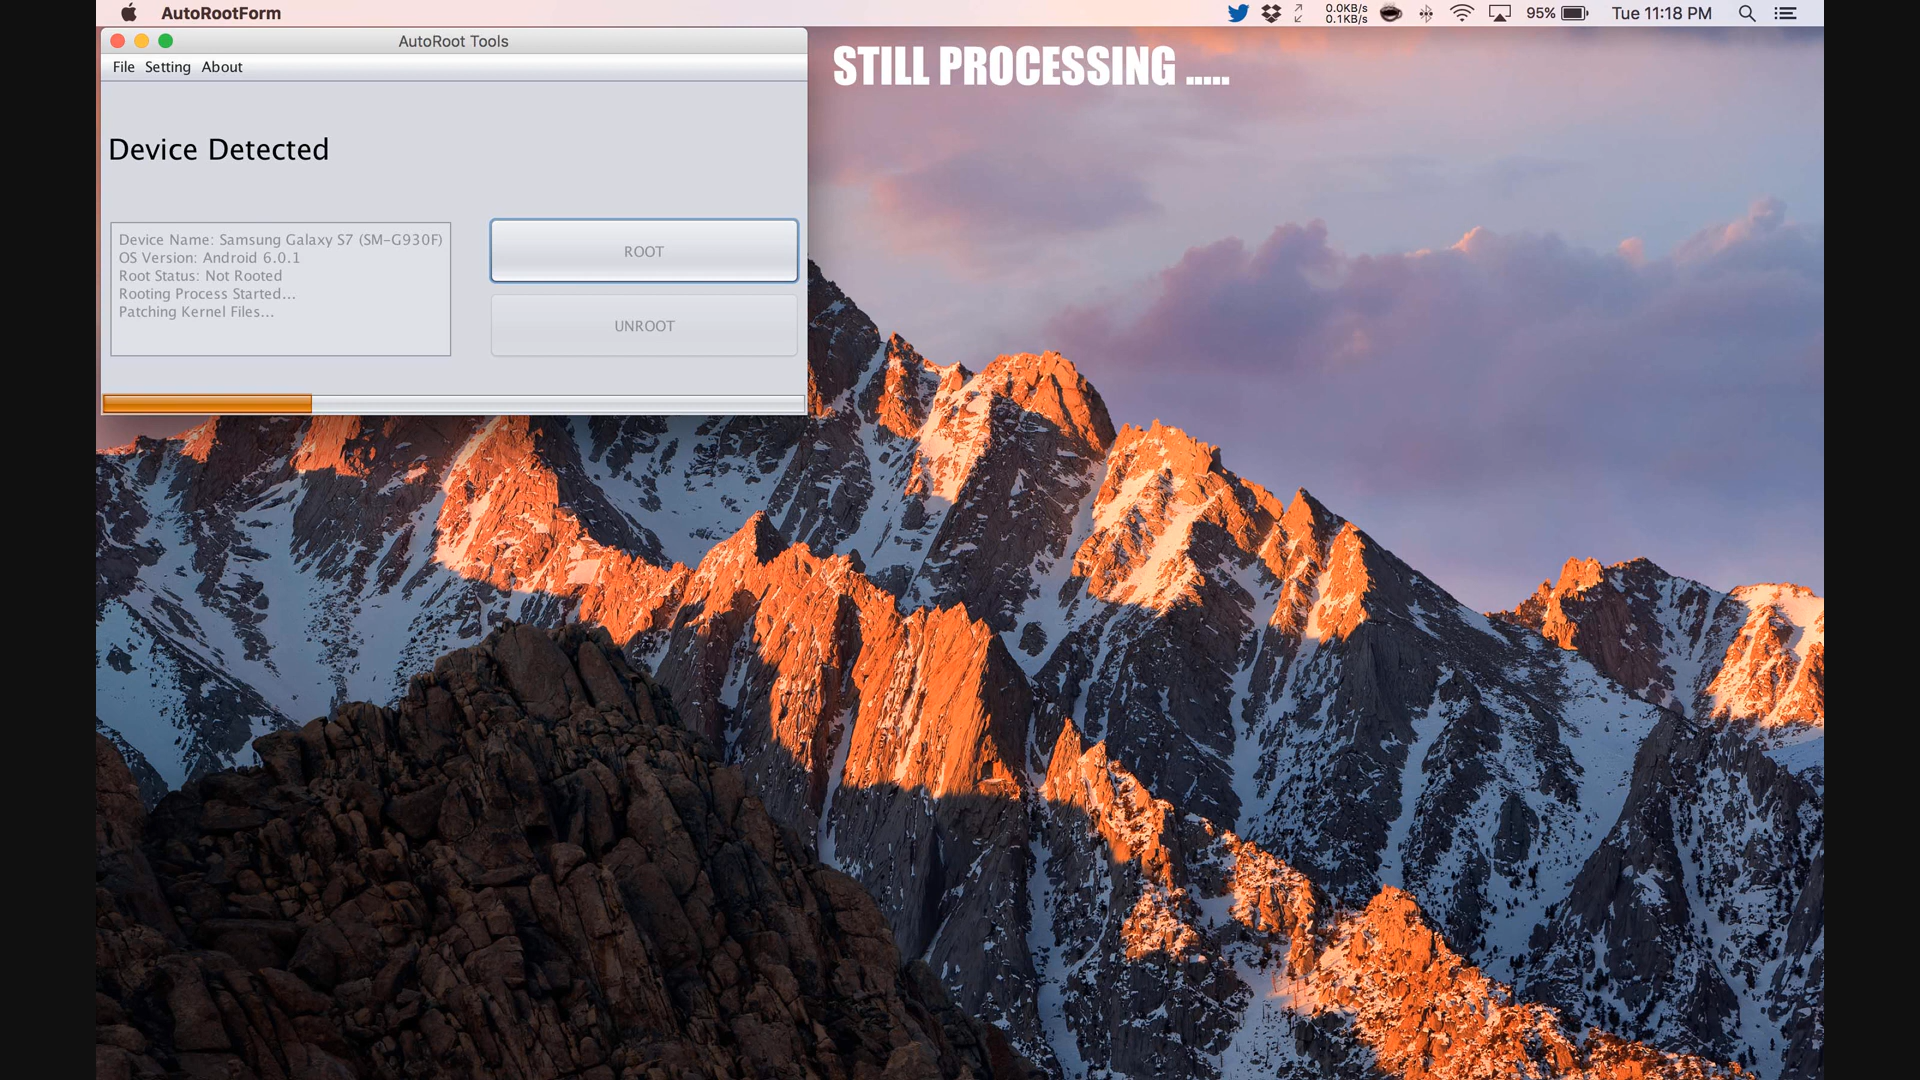 AutoRootForm
0.0KB/s
0.1KB/s
95%
Tue 11:18 PM
AutoRoot Tools
File Setting About
STILL PROCESSING .....
Device Detected
Device Name: Samsung Galaxy S7 (SM-G930F)
OS Version: Android 6.0.1
Root Status: Not Rooted
Rooting Process Started...
Patching Kernel Files...
ROOT
UNROOT